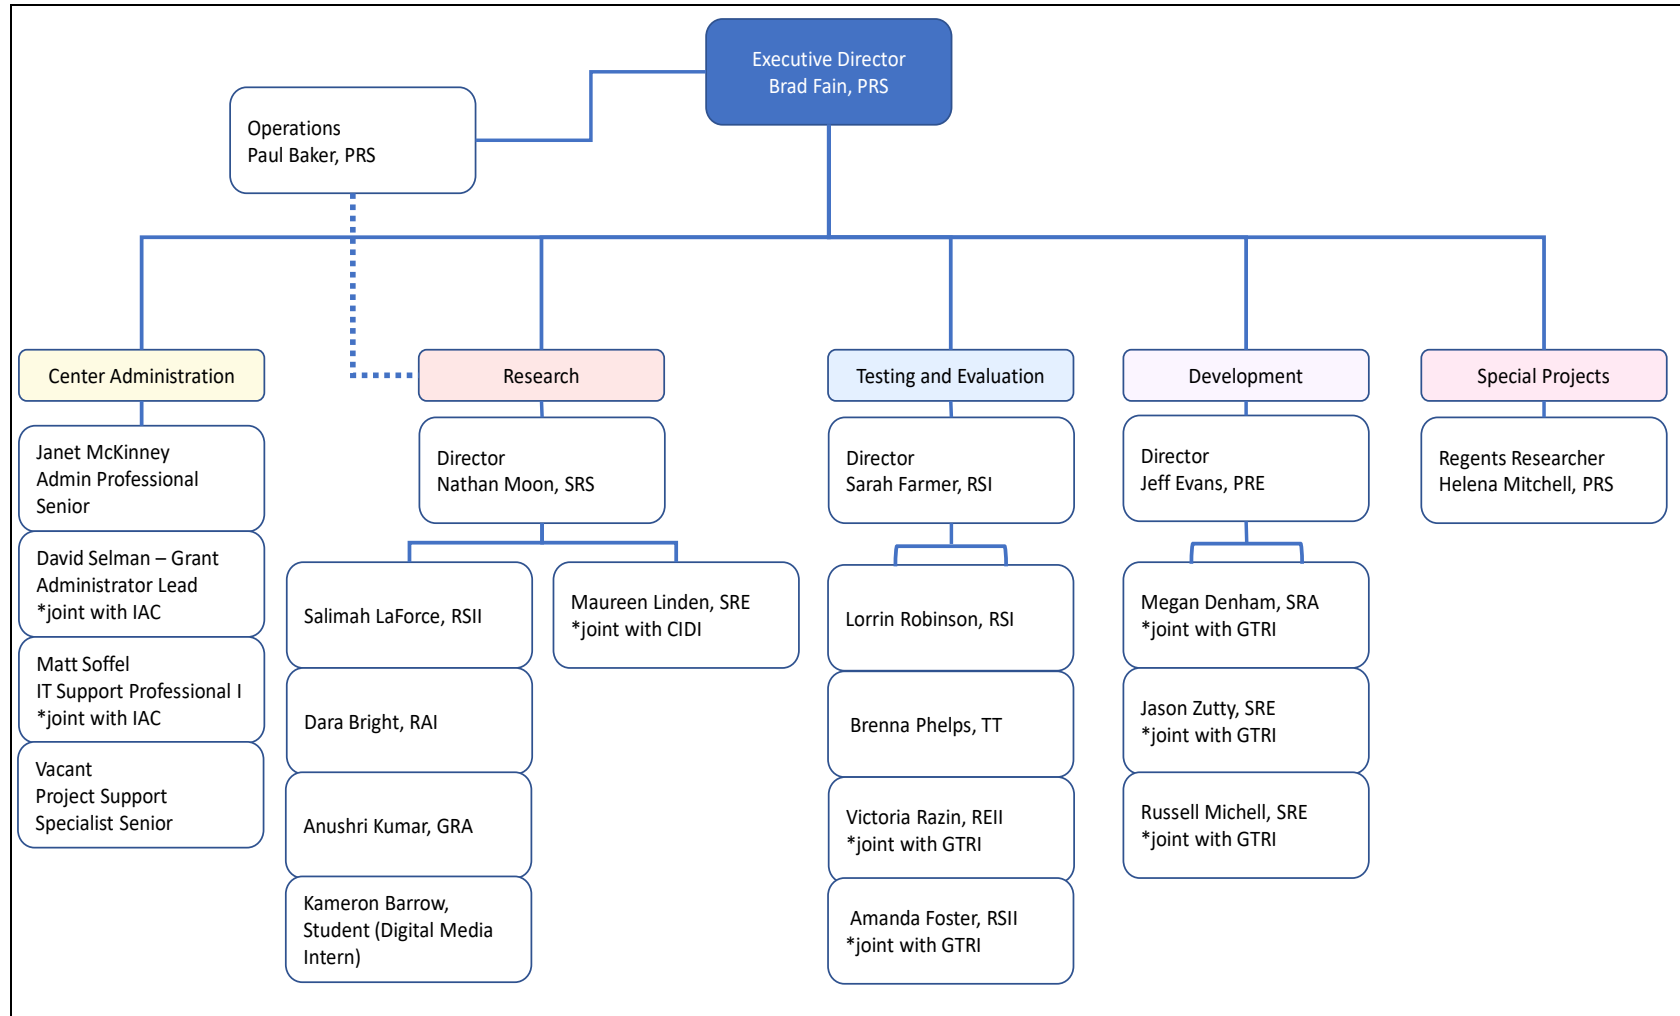 Executive Director
Brad Fain, PRS
Operations
Paul Baker, PRS
Center Administration
Janet McKinney
Admin Professional
Senior
David Selman – Grant
Administrator Lead
*joint with IAC
Matt Soffel
IT Support Professional I
*joint with IAC
Vacant
Project Support
Specialist Senior
Research
Director
Nathan Moon, SRS
Salimah LaForce, RSII
Dara Bright, RAI
Anushri Kumar, GRA
Kameron Barrow,
Student (Digital Media
Intern)
Maureen Linden, SRE
*joint with CIDI
Testing and Evaluation
Director
Sarah Farmer, RSI
Lorrin Robinson, RSI
Brenna Phelps, TT
Victoria Razin, REII
*joint with GTRI
Amanda Foster, RSII
*joint with GTRI
Development
Director
Jeff Evans, PRE
Megan Denham, SRA
*joint with GTRI
Jason Zutty, SRE
*joint with GTRI
Russell Michell, SRE
*joint with GTRI
Special Projects
Regents Researcher
Helena Mitchell, PRS